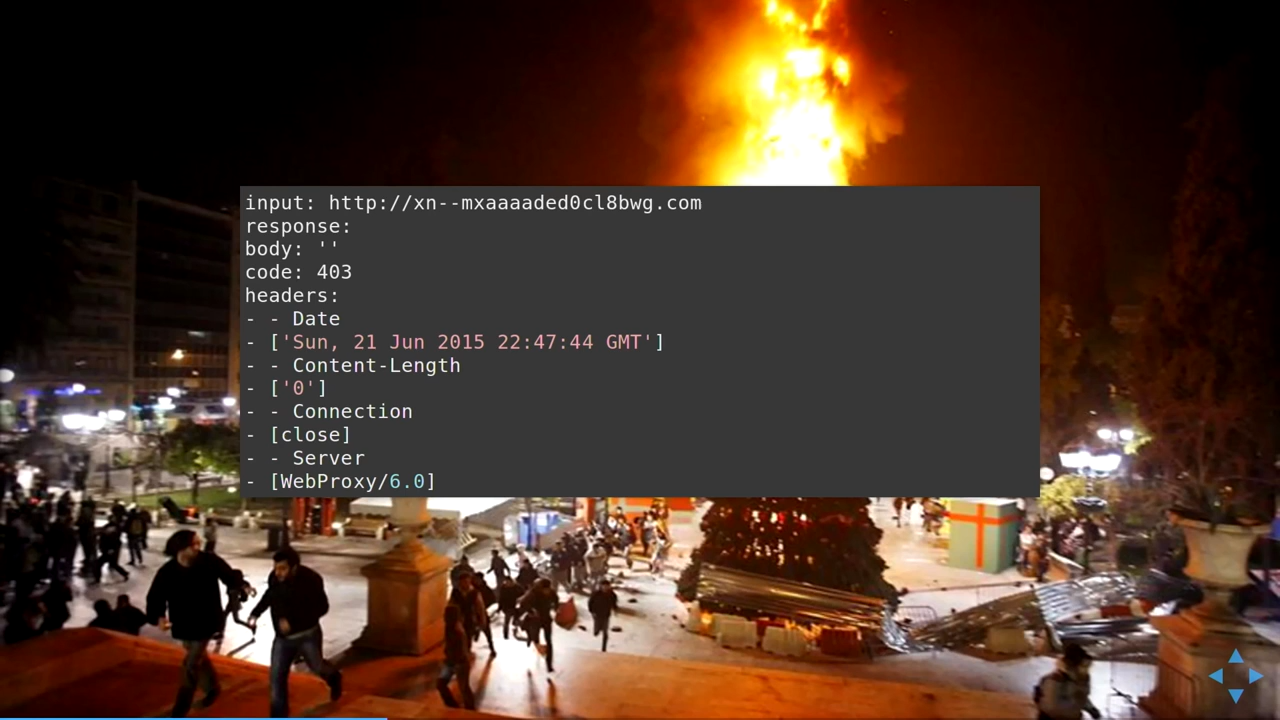 input: http://xn--mxaaaaded0cl8bwg.com
response:
body: ''
code: 403
headers:
- - Date
- ['Sun, 21 Jun 2015 22:47:44 GMT']
- - Content-Length
- ['0']
- - Connection
- [close]
- - Server
- [WebProxy/6.0]